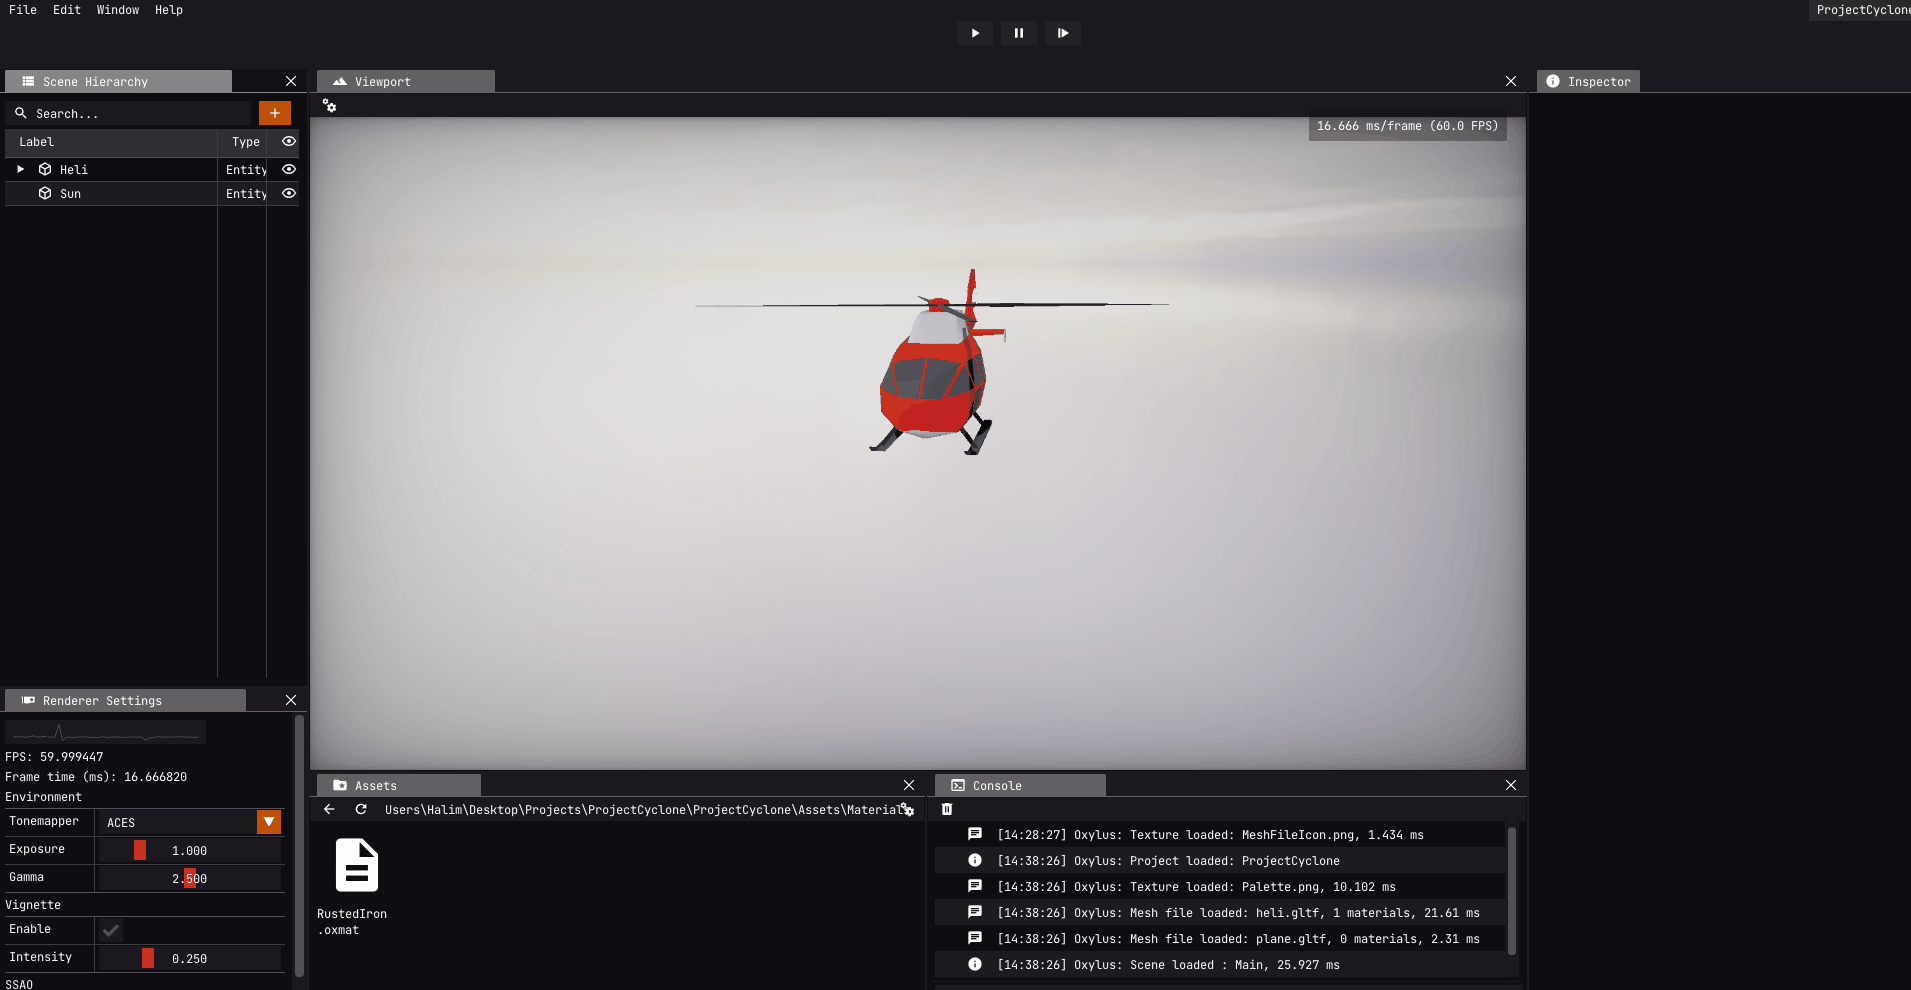 File Edit Window Help
ProjectCyclone
Scene Hierarchy
Search...
Label Type
Heli Entity
Sun Entity
Viewport
16.666 ms/frame (60.0 FPS)
Inspector
Renderer Settings
FPS: 59.999447
Frame time (ms): 16.666820
Environment
Tonemapper ACES
Exposure 1.000
Gamma 2.500
Vignette
Enable
Intensity 0.250
SSAO
Assets
Users\Halim\Desktop\Projects\ProjectCyclone\ProjectCyclone\Assets\Material
RustedIron
.oxmat
Console
[14:28:27] Oxylus: Texture loaded: MeshFileIcon.png, 1.434 ms
[14:38:26] Oxylus: Project loaded: ProjectCyclone
[14:38:26] Oxylus: Texture loaded: Palette.png, 10.102 ms
[14:38:26] Oxylus: Mesh file loaded: heli.gltf, 1 materials, 21.61 ms
[14:38:26] Oxylus: Mesh file loaded: plane.gltf, 0 materials, 2.31 ms
[14:38:26] Oxylus: Scene loaded : Main, 25.927 ms